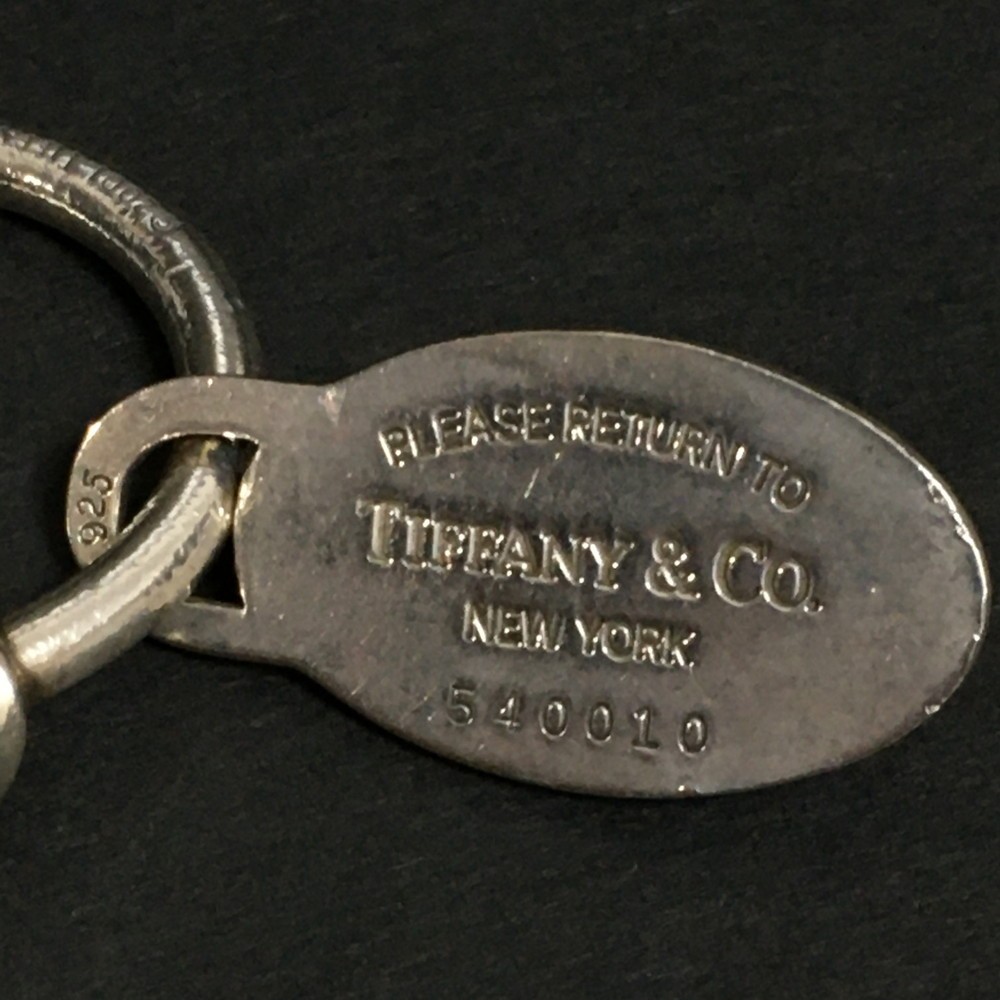 PLEASE RETURN TO
TIFFANY & CO.
NEW YORK
540010
925